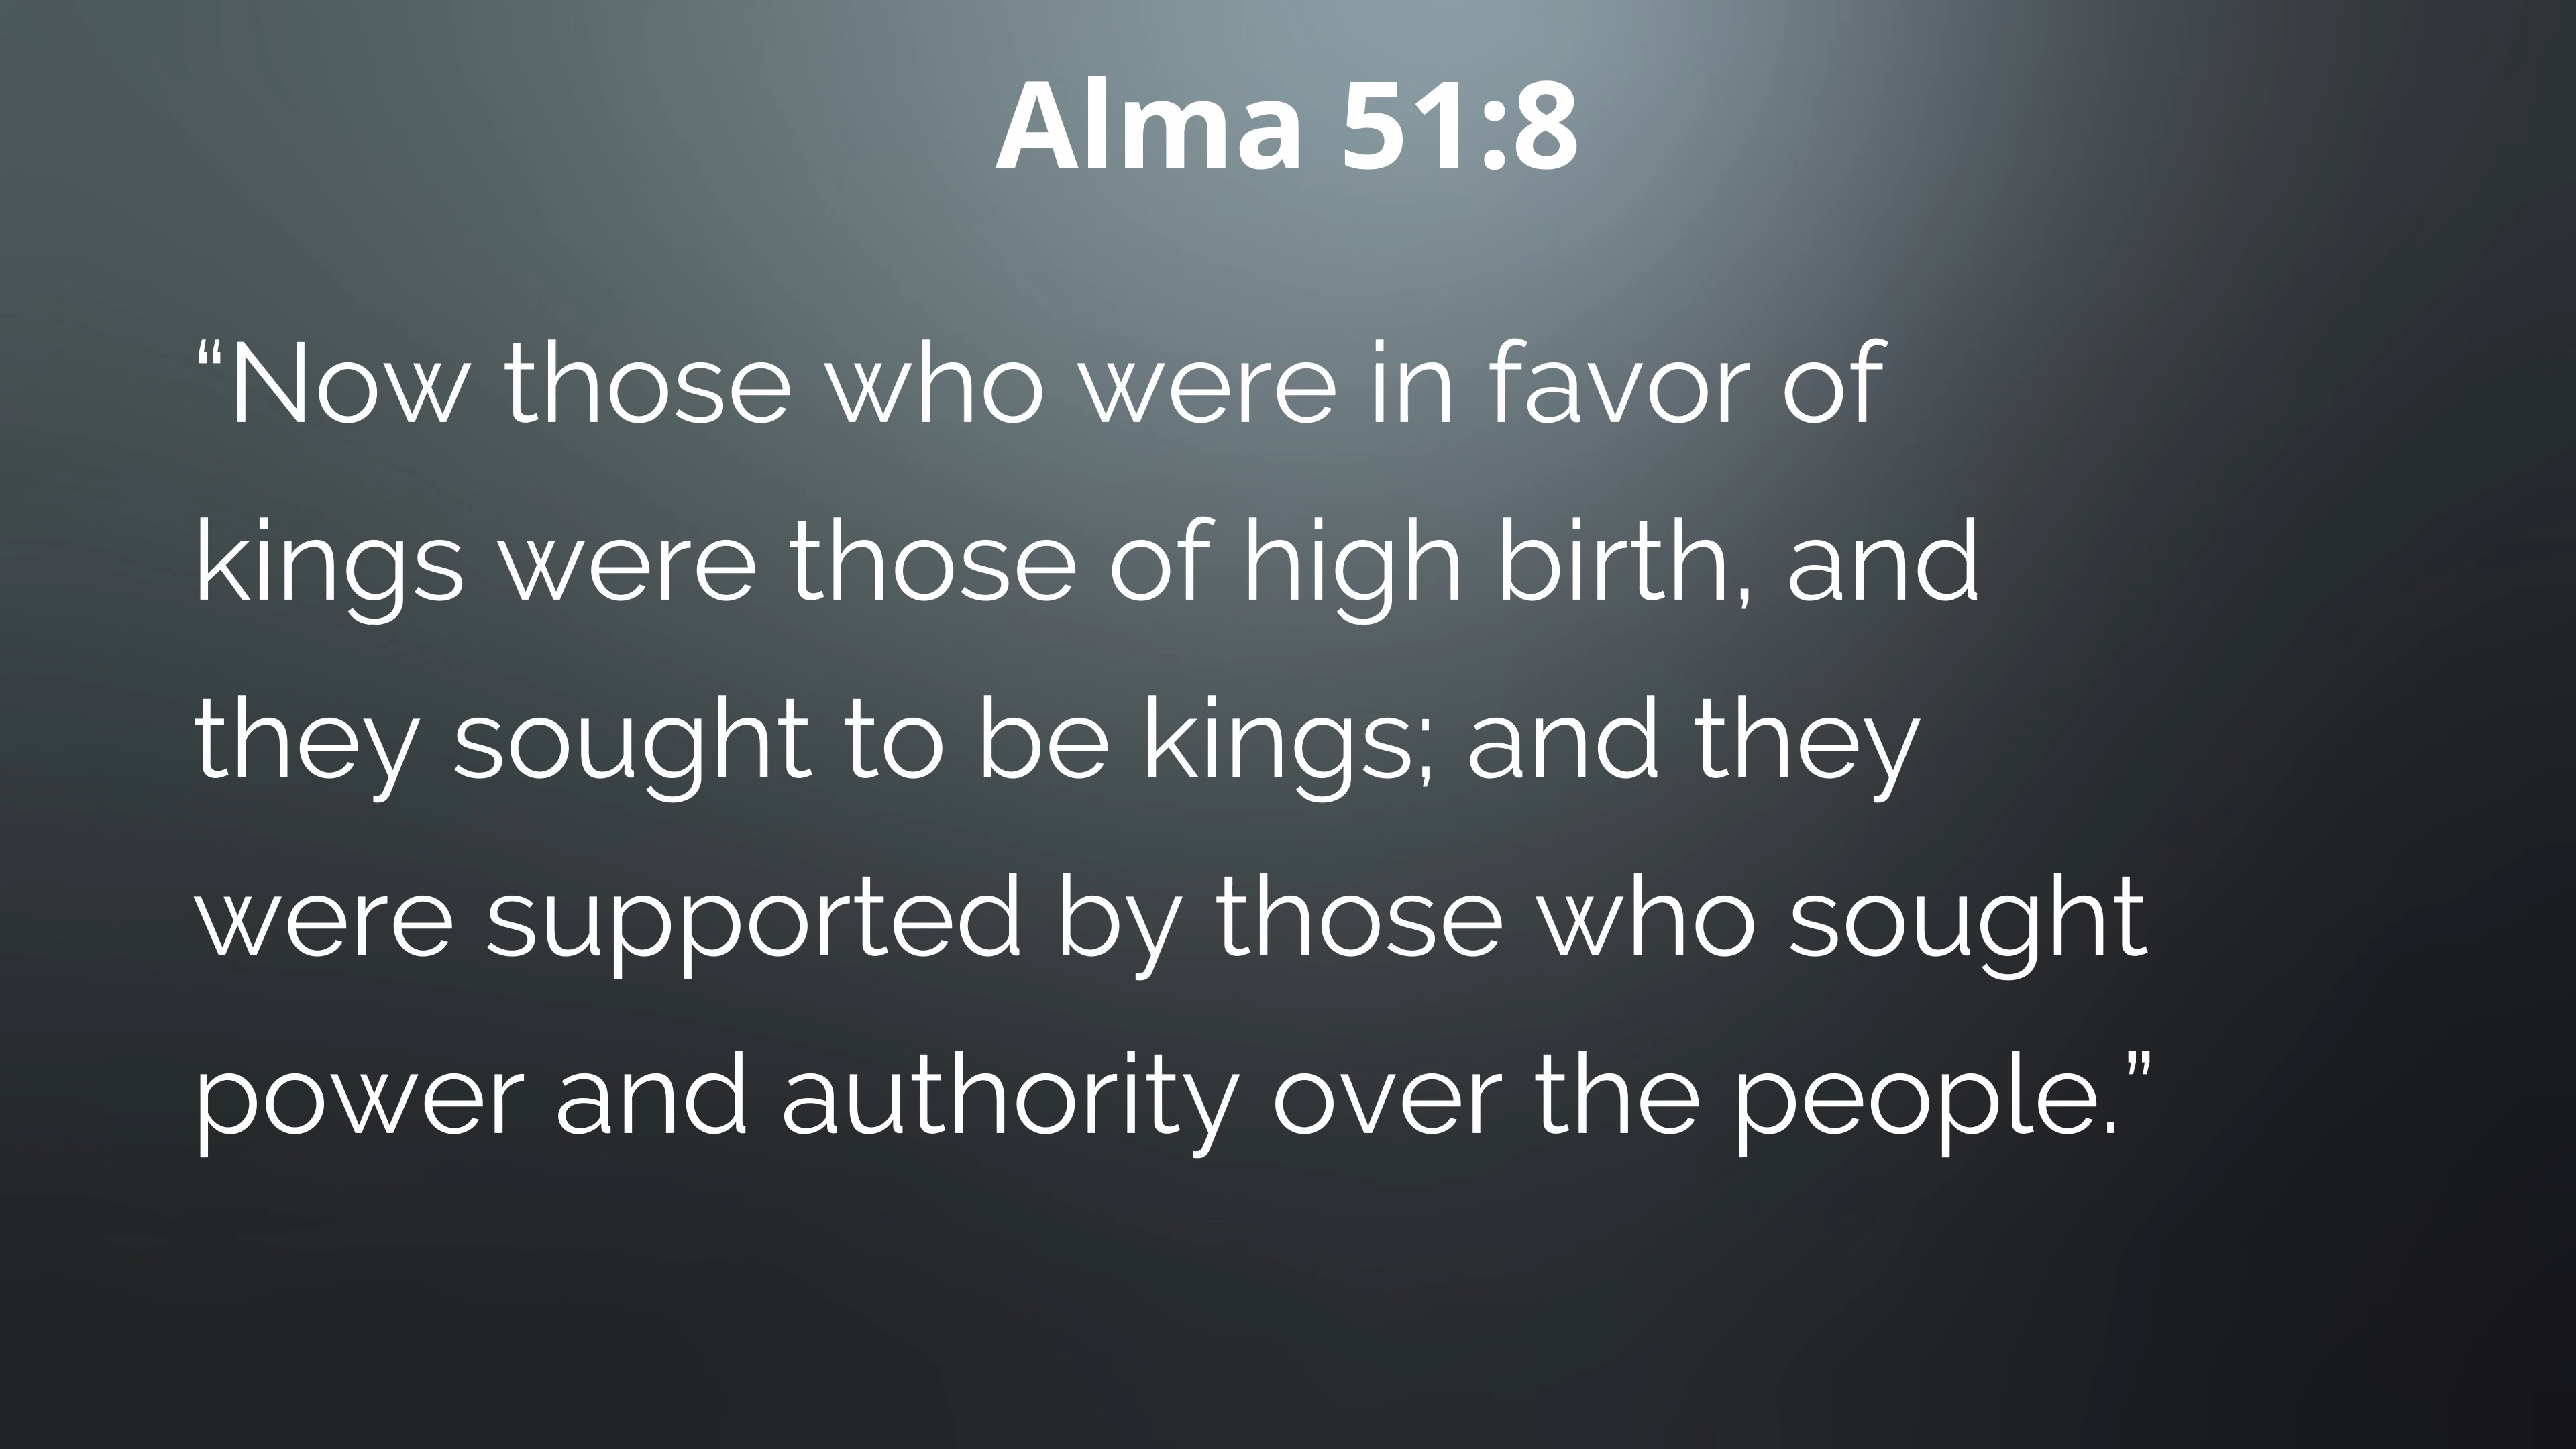 Alma 51:8
“Now those who were in favor of
kings were those of high birth, and
they sought to be kings; and they
were supported by those who sought
power and authority over the people.”